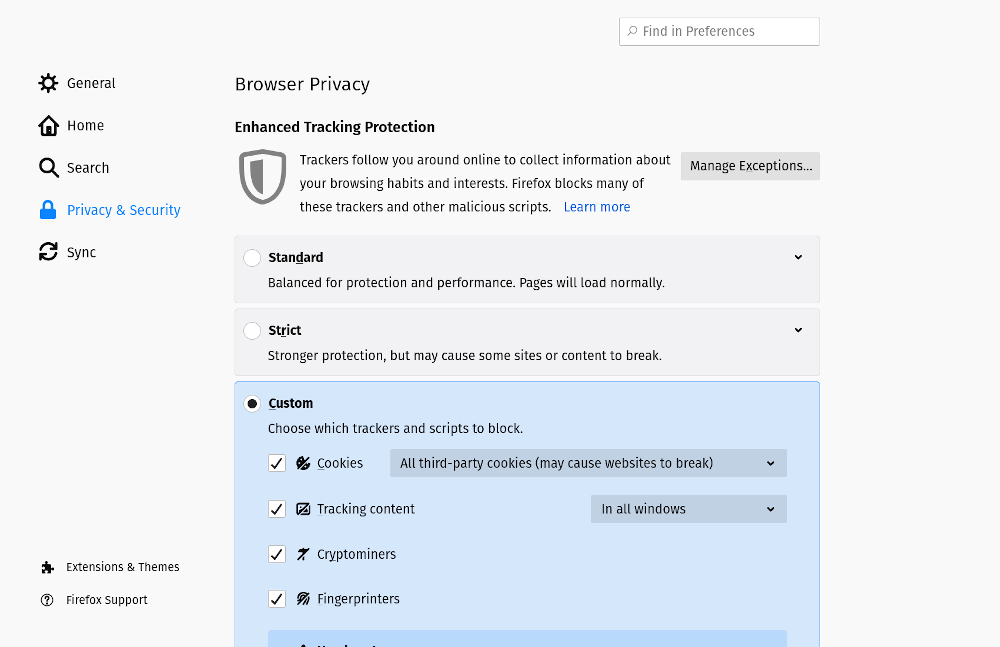 Find in Preferences
General
Home
Search
Privacy & Security
Sync
Extensions & Themes
Firefox Support
Browser Privacy
Enhanced Tracking Protection
Trackers follow you around online to collect information about
your browsing habits and interests. Firefox blocks many of
these trackers and other malicious scripts. Learn more
Manage Exceptions...
Standard
Balanced for protection and performance. Pages will load normally.
Strict
Stronger protection, but may cause some sites or content to break.
Custom
Choose which trackers and scripts to block.
Cookies All third-party cookies (may cause websites to break)
Tracking content In all windows
Cryptominers
Fingerprinters